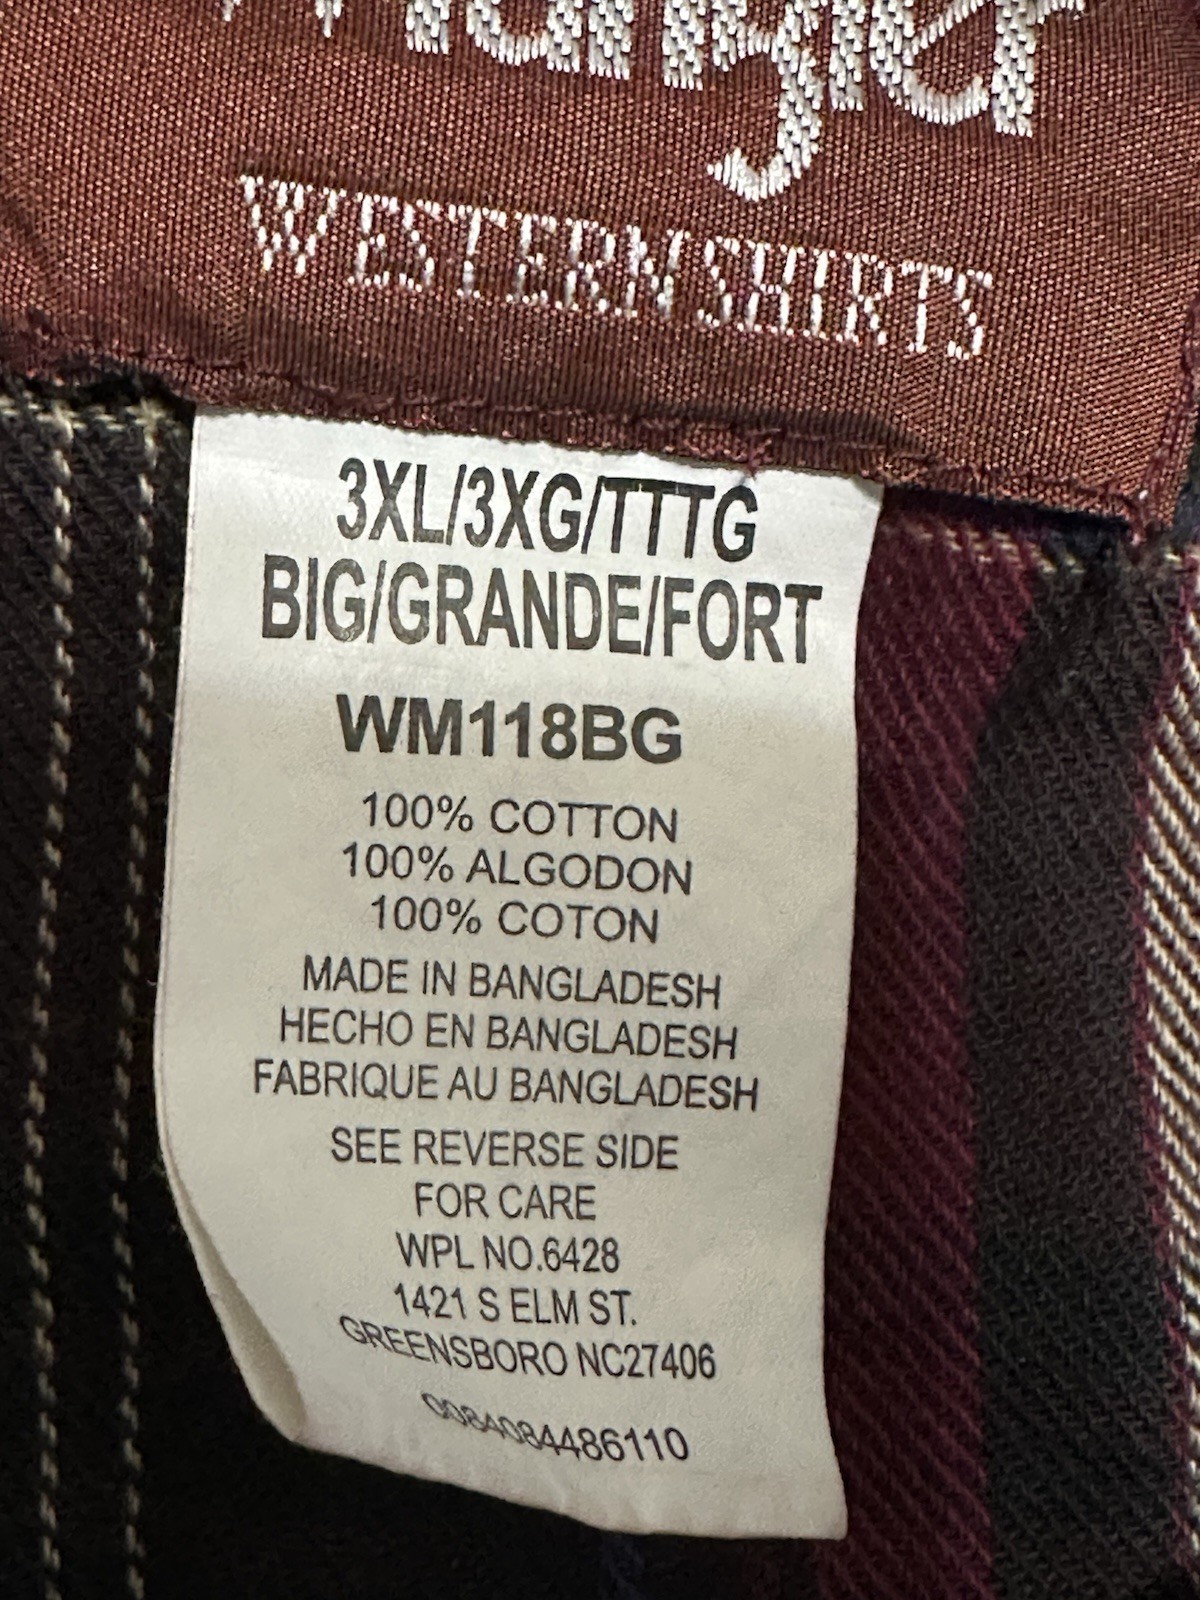 Wrangler
WESTERN SHIRTS
3XL/3XG/TTTG
BIG/GRANDE/FORT
WM118BG
100% COTTON
100% ALGODON
100% COTON
MADE IN BANGLADESH
HECHO EN BANGLADESH
FABRIQUE AU BANGLADESH
SEE REVERSE SIDE
FOR CARE
WPL NO.6428
1421 S ELM ST.
GREENSBORO NC27406
0084084486110